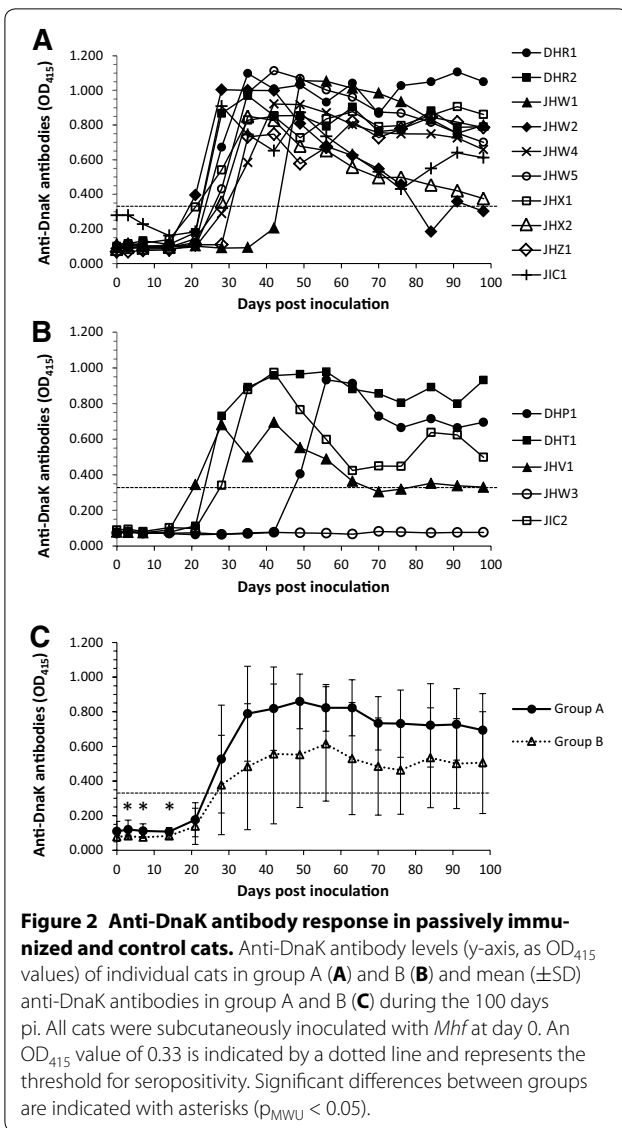 A
Anti-DnaK antibodies (OD415)
1.200
1.000
0.800
0.600
0.400
0.200
0.000
0 10 20 30 40 50 60 70 80 90 100
Days post inoculation
DHR1
DHR2
JHW1
JHW2
JHW4
JHW5
JHX1
JHX2
JHZ1
JIC1
B
Anti-DnaK antibodies (OD415)
1.200
1.000
0.800
0.600
0.400
0.200
0.000
0 10 20 30 40 50 60 70 80 90 100
Days post inoculation
DHP1
DHT1
JHV1
JHW3
JIC2
C
Anti-DnaK antibodies (OD415)
1.200
1.000
0.800
0.600
0.400
0.200
0.000
* * *
0 10 20 30 40 50 60 70 80 90 100
Days post inoculation
Group A
Group B
Figure 2 Anti-DnaK antibody response in passively immu-
nized and control cats. Anti-DnaK antibody levels (y-axis, as OD415
values) of individual cats in group A (A) and B (B) and mean (±SD)
anti-DnaK antibodies in group A and B (C) during the 100 days
pi. All cats were subcutaneously inoculated with Mhf at day 0. An
OD415 value of 0.33 is indicated by a dotted line and represents the
threshold for seropositivity. Significant differences between groups
are indicated with asterisks (pMWU < 0.05).